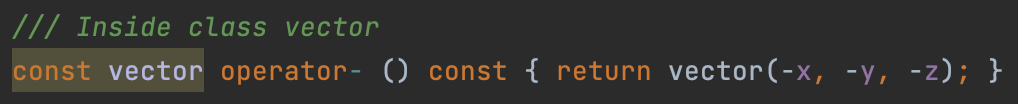 /// Inside class vector
const vector operator- () const { return vector(-x, -y, -z); }